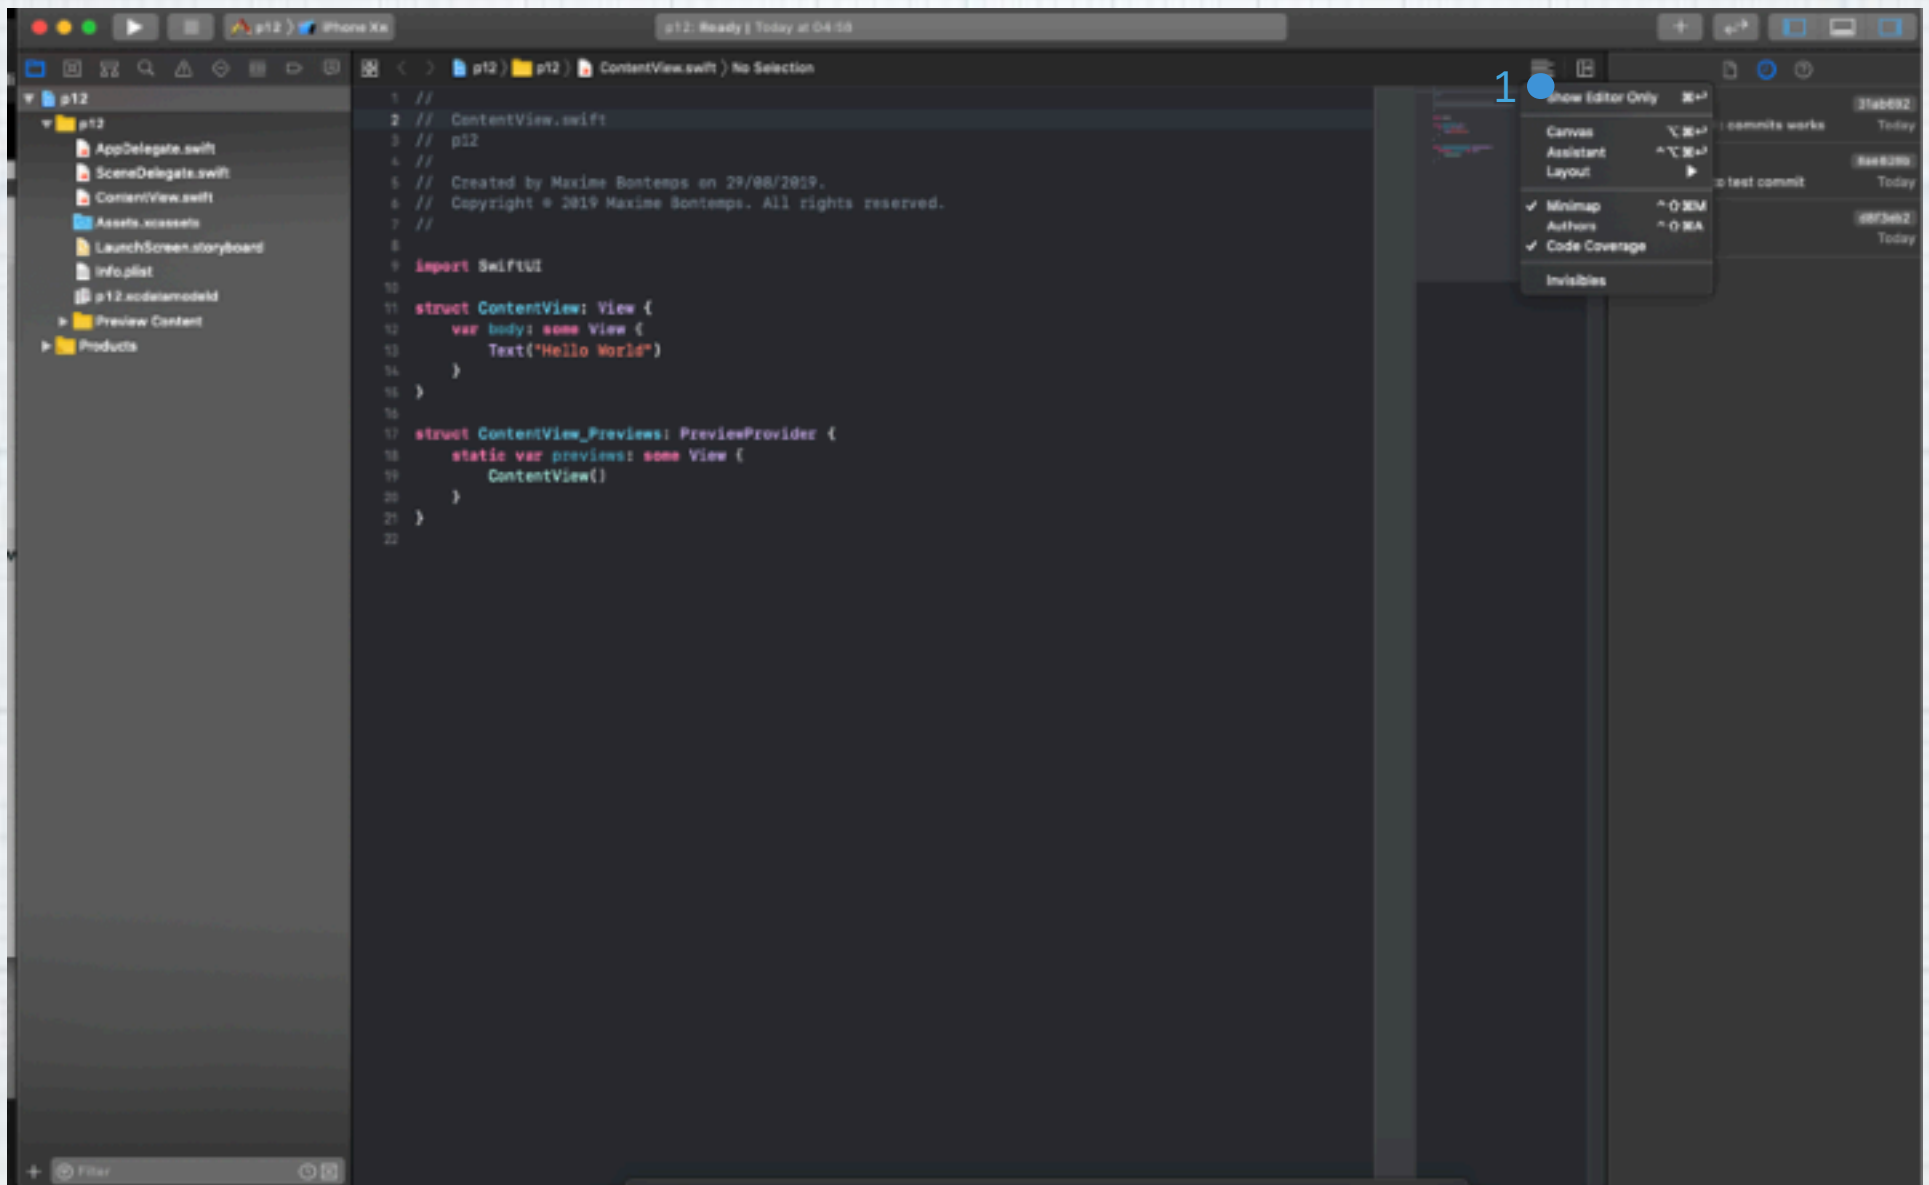 p12 〉 iPhone Xʀ
p12: Ready | Today at 04:58
p12 〉 p12 〉 ContentView.swift 〉 No Selection
p12
p12
AppDelegate.swift
SceneDelegate.swift
ContentView.swift
Assets.xcassets
LaunchScreen.storyboard
Info.plist
p12.xcdatamodeld
Preview Content
Products
Filter
1 //
2 //  ContentView.swift
3 //  p12
4 //
5 //  Created by Maxime Bontemps on 29/08/2019.
6 //  Copyright © 2019 Maxime Bontemps. All rights reserved.
7 //
8
9 import SwiftUI
10
11 struct ContentView: View {
12     var body: some View {
13         Text("Hello World")
14     }
15 }
16
17 struct ContentView_Previews: PreviewProvider {
18     static var previews: some View {
19         ContentView()
20     }
21 }
22
1
Show Editor Only ⌘↩
Canvas ⌥⌘↩
Assistant ^⌥⌘↩
Layout ▶
✓ Minimap ^⇧⌘M
Authors ^⇧⌘A
✓ Code Coverage
Invisibles
31ab692
commits works Today
to test commit Today
d8f3eb2
Today